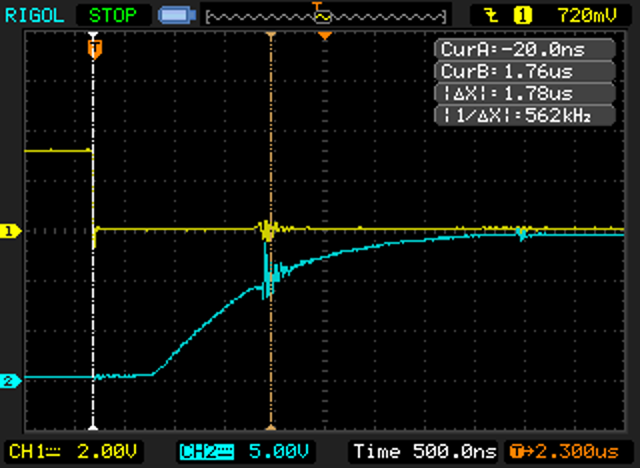 RIGOL STOP T 1 720mV
T
CurA: -20.0ns
CurB: 1.76us
|ΔX|: 1.78us
|1/ΔX|: 562kHz
1
2
CH1 2.00V CH2 5.00V Time 500.0ns T→2.300us